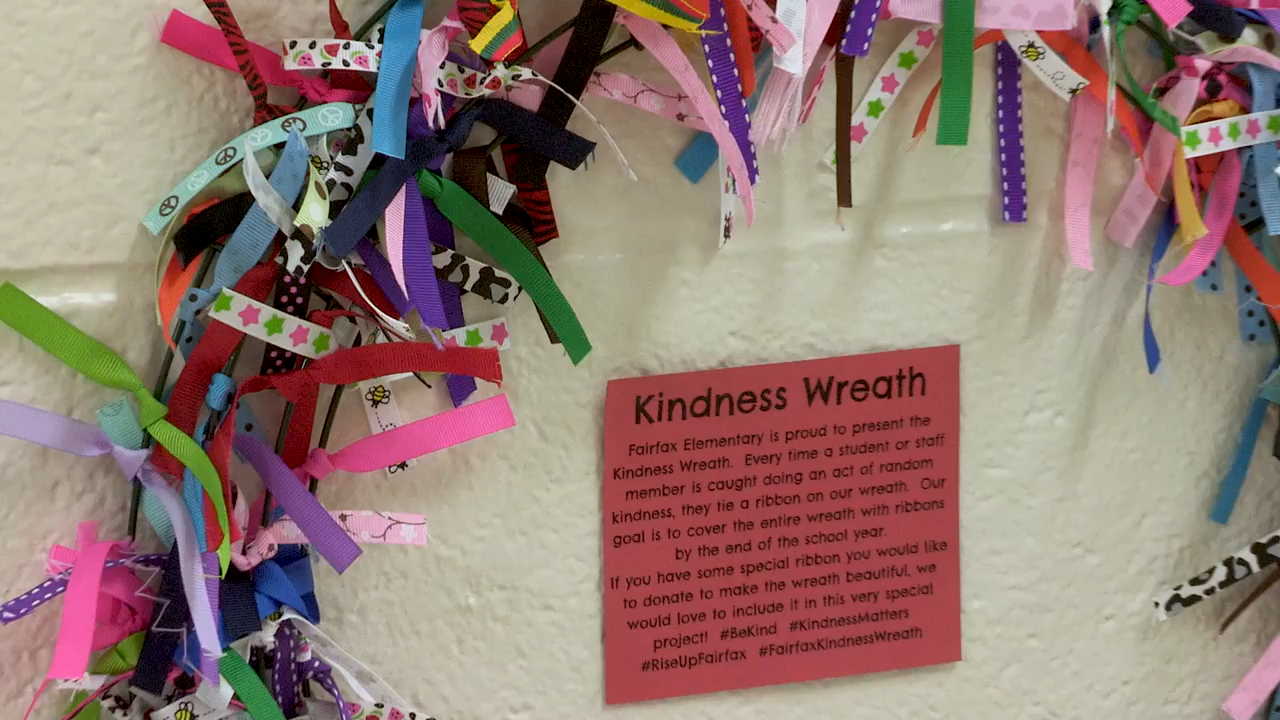 Kindness Wreath
Fairfax Elementary is proud to present the
Kindness Wreath. Every time a student or staff
member is caught doing an act of random
kindness, they tie a ribbon on our wreath. Our
goal is to cover the entire wreath with ribbons
by the end of the school year.
If you have some special ribbon you would like
to donate to make the wreath beautiful, we
would love to include it in this very special
project! #BeKind #KindnessMatters
#RiseUpFairfax #FairfaxKindnessWreath